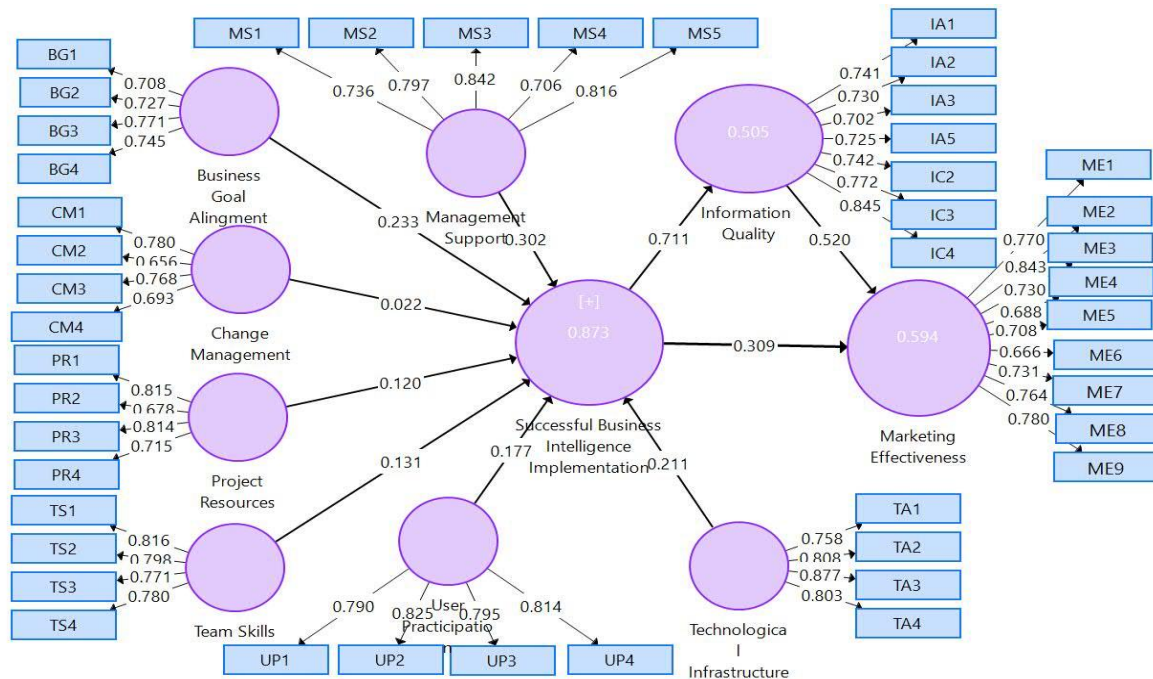 MS1
MS2
MS3
MS4
MS5
0.736
0.797
0.842
0.706
0.816
Management
Support
0.302
BG1
BG2
BG3
BG4
0.708
0.727
0.771
0.745
Business
Goal
Alingment
0.233
CM1
CM2
CM3
CM4
0.780
0.656
0.768
0.693
Change
Management
0.022
PR1
PR2
PR3
PR4
0.815
0.678
0.814
0.715
Project
Resources
0.120
TS1
TS2
TS3
TS4
0.816
0.798
0.771
0.780
Team Skills
0.131
0.790
0.825
0.795
0.814
User
Practicipatio
n
UP1
UP2
UP3
UP4
0.177
[+]
0.873
Successful Business
Intelligence
Implementation
0.711
0.309
0.211
0.505
Information
Quality
0.520
0.741
0.730
0.702
0.725
0.742
0.772
0.845
IA1
IA2
IA3
IA5
IC2
IC3
IC4
0.594
Marketing
Effectiveness
0.770
0.843
0.730
0.688
0.708
0.666
0.731
0.764
0.780
ME1
ME2
ME3
ME4
ME5
ME6
ME7
ME8
ME9
Technologica
l
Infrastructure
0.758
0.808
0.877
0.803
TA1
TA2
TA3
TA4